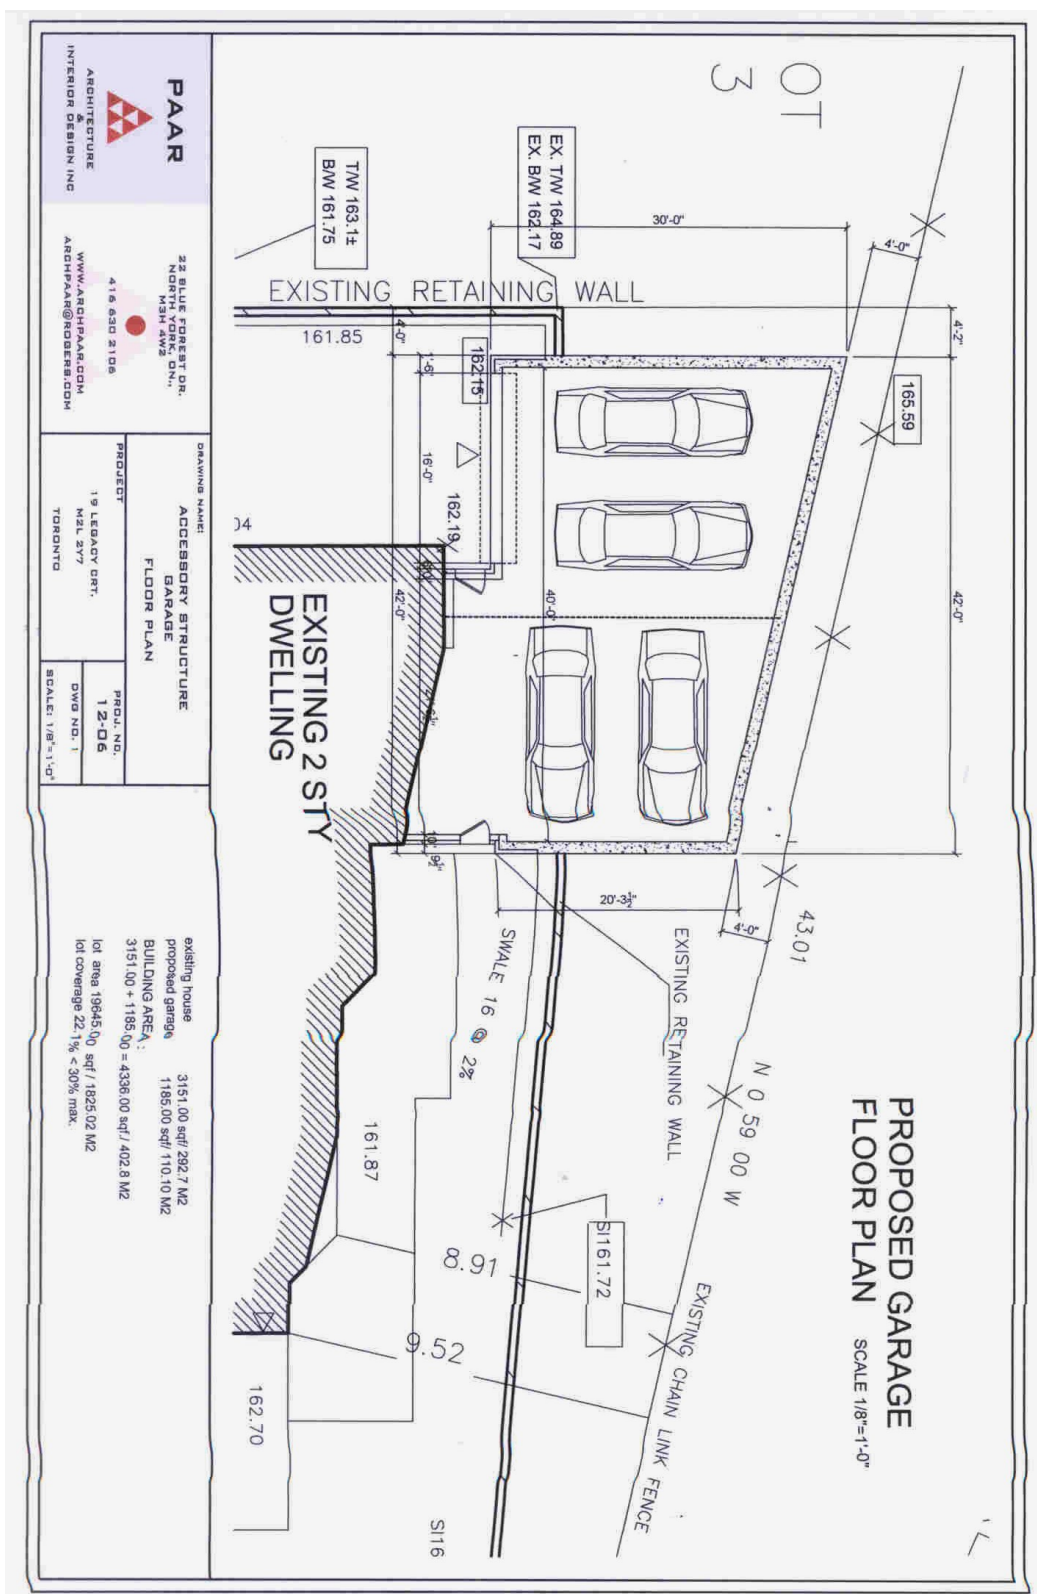 OT
3
EX. T/W 164.89
EX. B/W 162.17
T/W 163.1±
B/W 161.75
30'-0"
4'-0"
4'-2"
EXISTING RETAINING WALL
161.85
4'-0"
1'-6"
162.15
165.59
16'-0"
162.19
04
42'-0"
40'-0"
42'-0"
EXISTING 2 STY
DWELLING
20'-3½"
4'-0"
43.01
EXISTING RETAINING WALL
SWALE 16 @ 2%
N 0 59 00 W
161.87
SI161.72
8.91
9.52
EXISTING CHAIN LINK FENCE
162.70
SI16
PROPOSED GARAGE
FLOOR PLAN SCALE 1/8"=1'-0"
PAAR
ARCHITECTURE
&
INTERIOR DESIGN INC
22 BLUE FOREST DR.
NORTH YORK, ON.,
M3H 4W2
416 630 2106
WWW.ARCHPAAR.COM
ARCHPAAR@ROGERS.COM
DRAWING NAME:
ACCESSORY STRUCTURE
GARAGE
FLOOR PLAN
PROJECT
19 LEGACY CRT.
M2L 2Y7
TORONTO
PROJ. NO.
12-06
DWG NO. 1
SCALE: 1/8"=1'-0"
existing house 3151.00 sqf/ 292.7 M2
proposed garage 1185.00 sqf/ 110.10 M2
BUILDING AREA :
3151.00 + 1185.00 = 4336.00 sqf / 402.8 M2
lot area 19645.00 sqf / 1825.02 M2
lot coverage 22.1% < 30% max.